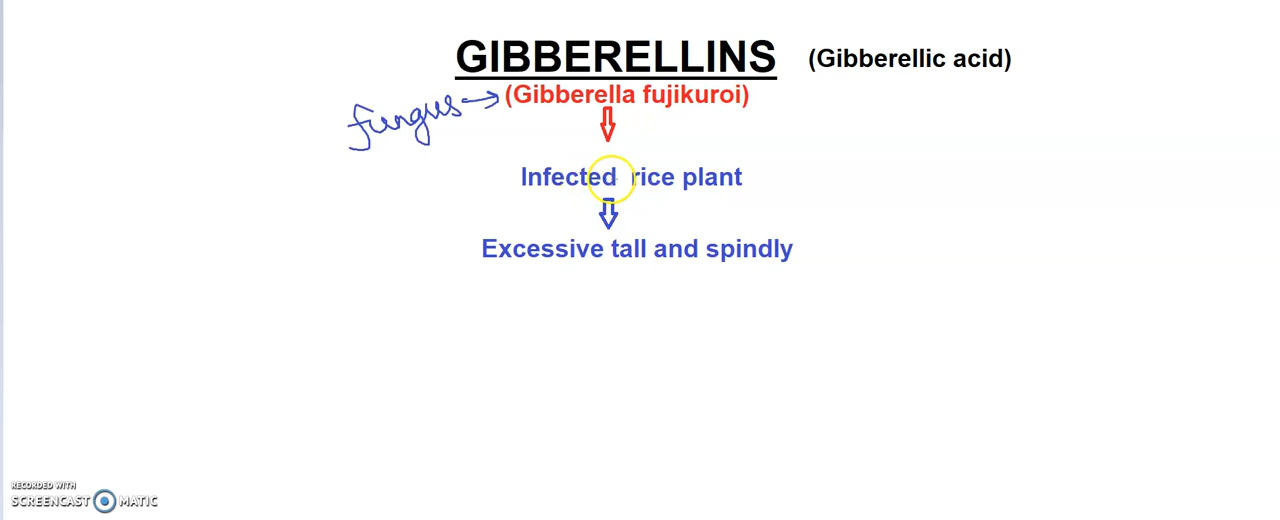 GIBBERELLINS (Gibberellic acid)
fungus (Gibberella fujikuroi)
Infected rice plant
Excessive tall and spindly
RECORDED WITH
SCREENCAST MATIC